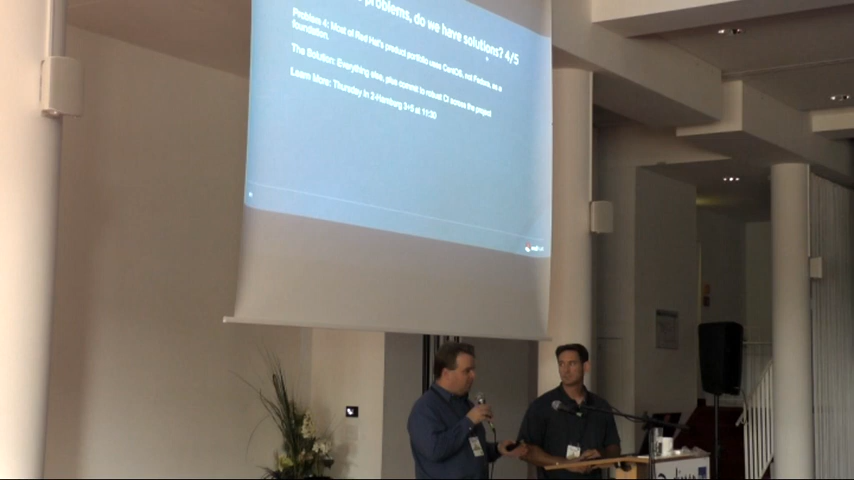 problems, do we have solutions? 4/5
Problem 4: Most of Red Hat's product portfolio uses CentOS, not Fedora, as a
foundation.
The Solution: Everything else, plus commit to robust CI across the project
Learn More: Thursday in 2-Hamburg 3+5 at 11:30